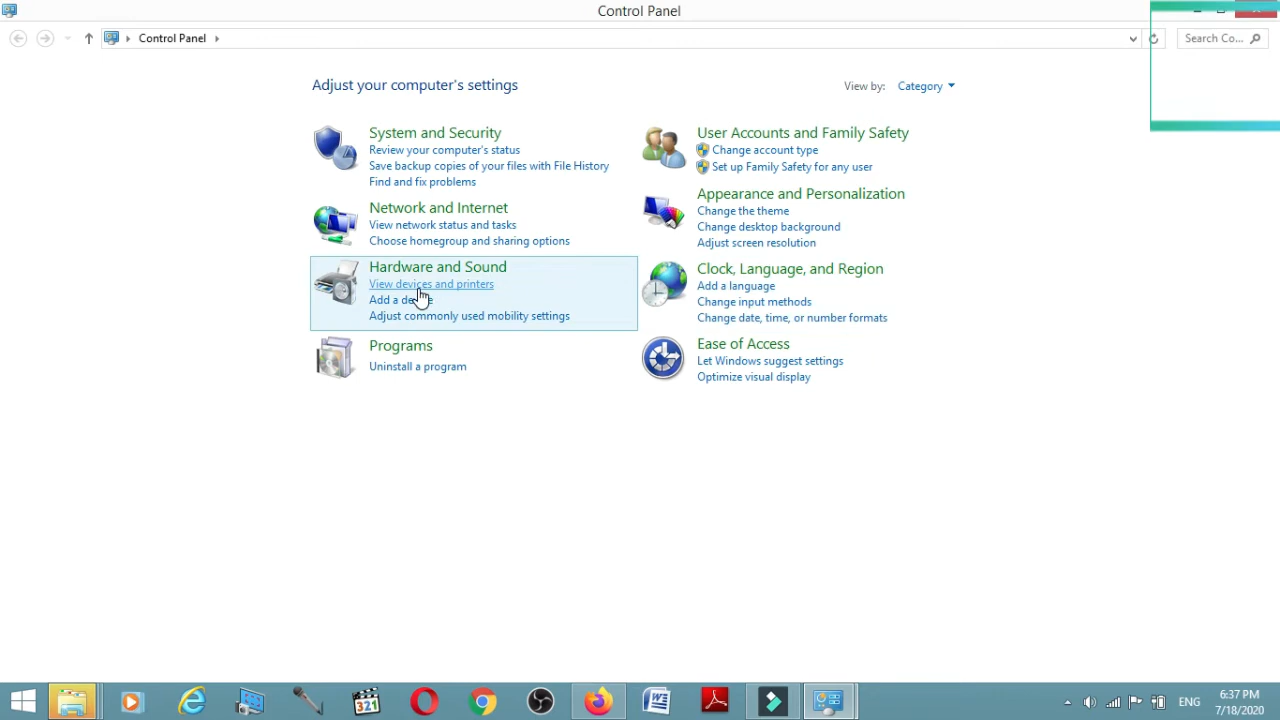 Control Panel
Control Panel
Search Co...
Adjust your computer's settings
View by: Category
System and Security
Review your computer's status
Save backup copies of your files with File History
Find and fix problems
Network and Internet
View network status and tasks
Choose homegroup and sharing options
Hardware and Sound
View devices and printers
Add a
Adjust commonly used mobility settings
Programs
Uninstall a program
User Accounts and Family Safety
Change account type
Set up Family Safety for any user
Appearance and Personalization
Change the theme
Change desktop background
Adjust screen resolution
Clock, Language, and Region
Add a language
Change input methods
Change date, time, or number formats
Ease of Access
Let Windows suggest settings
Optimize visual display
321
ENG
6:37 PM
7/18/2020